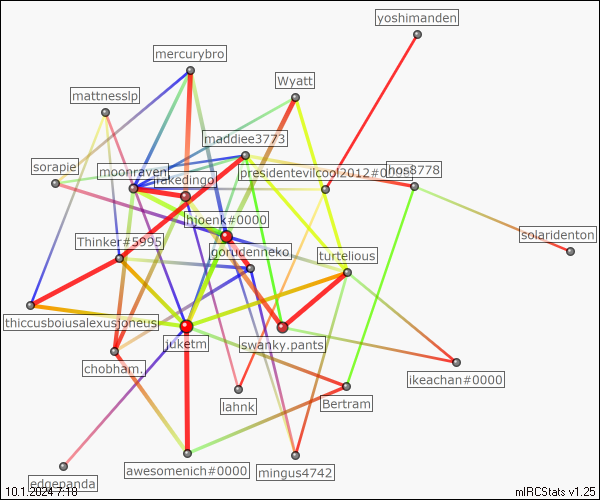 yoshimanden
mercurybro
Wyatt
mattnesslp
maddiee3773
sorapie
moonraven
jakedingo
presidentevilcool2012#0000
hos8778
hjoenk#0000
solaridenton
Thinker#5995
gorudenneko
turtelious
thiccusboiusalexusjoneus
juketm
swanky.pants
chobham.
ikeachan#0000
lahnk
Bertram
awesomenich#0000
mingus4742
edgepanda
10.1.2024 7:18
mIRCStats v1.25